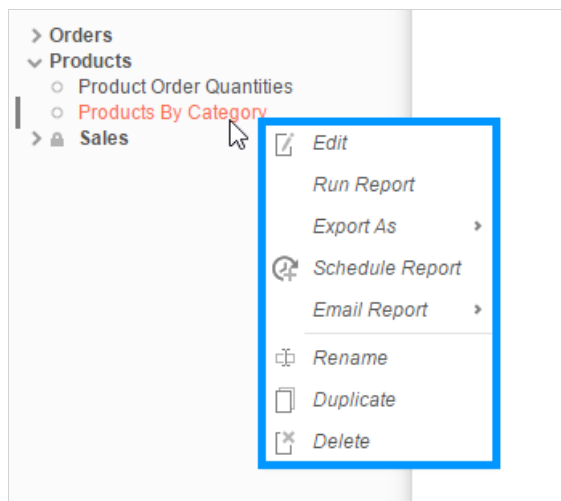 Orders
Products
Product Order Quantities
Products By Category
Sales
Edit
Run Report
Export As
Schedule Report
Email Report
Rename
Duplicate
Delete